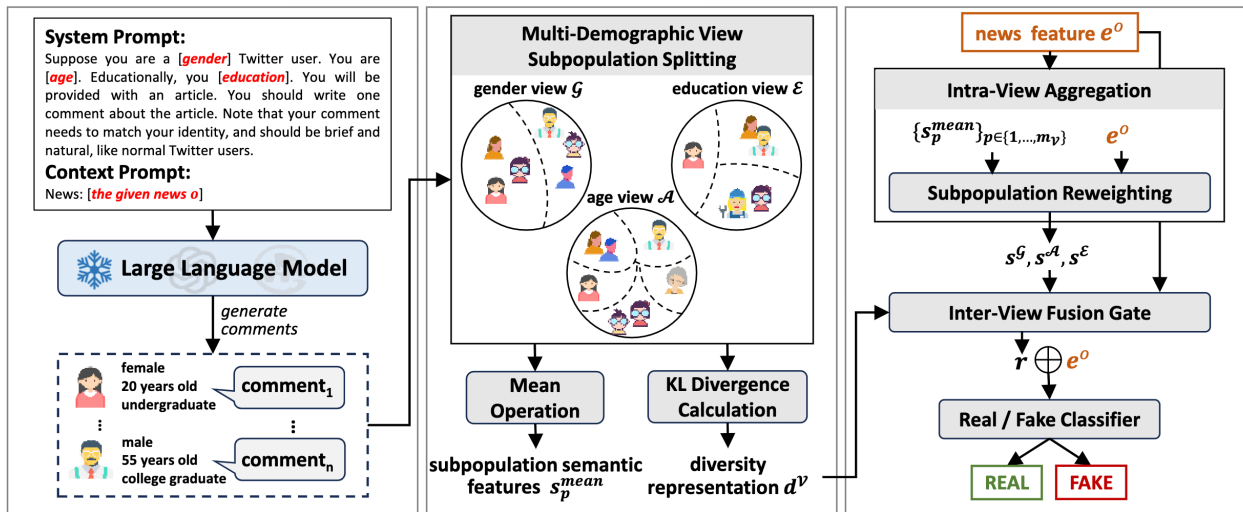 System Prompt:
Suppose you are a [gender] Twitter user. You are
[age]. Educationally, you [education]. You will be
provided with an article. You should write one
comment about the article. Note that your comment
needs to match your identity, and should be brief and
natural, like normal Twitter users.
Context Prompt:
News: [the given news o]
Large Language Model
generate
comments
female
20 years old
undergraduate
comment₁
...
male
55 years old
college graduate
commentₙ
...
Multi-Demographic View
Subpopulation Splitting
gender view 𝒢
education view ℰ
age view 𝒜
Mean
Operation
KL Divergence
Calculation
subpopulation semantic
features s_p^{mean}
diversity
representation d^𝒱
news feature e^o
Intra-View Aggregation
{s_p^{mean}}_{p∈{1,...,m_𝒱}}
e^o
Subpopulation Reweighting
s^𝒢, s^𝒜, s^ℰ
Inter-View Fusion Gate
r ⊕ e^o
Real / Fake Classifier
REAL
FAKE